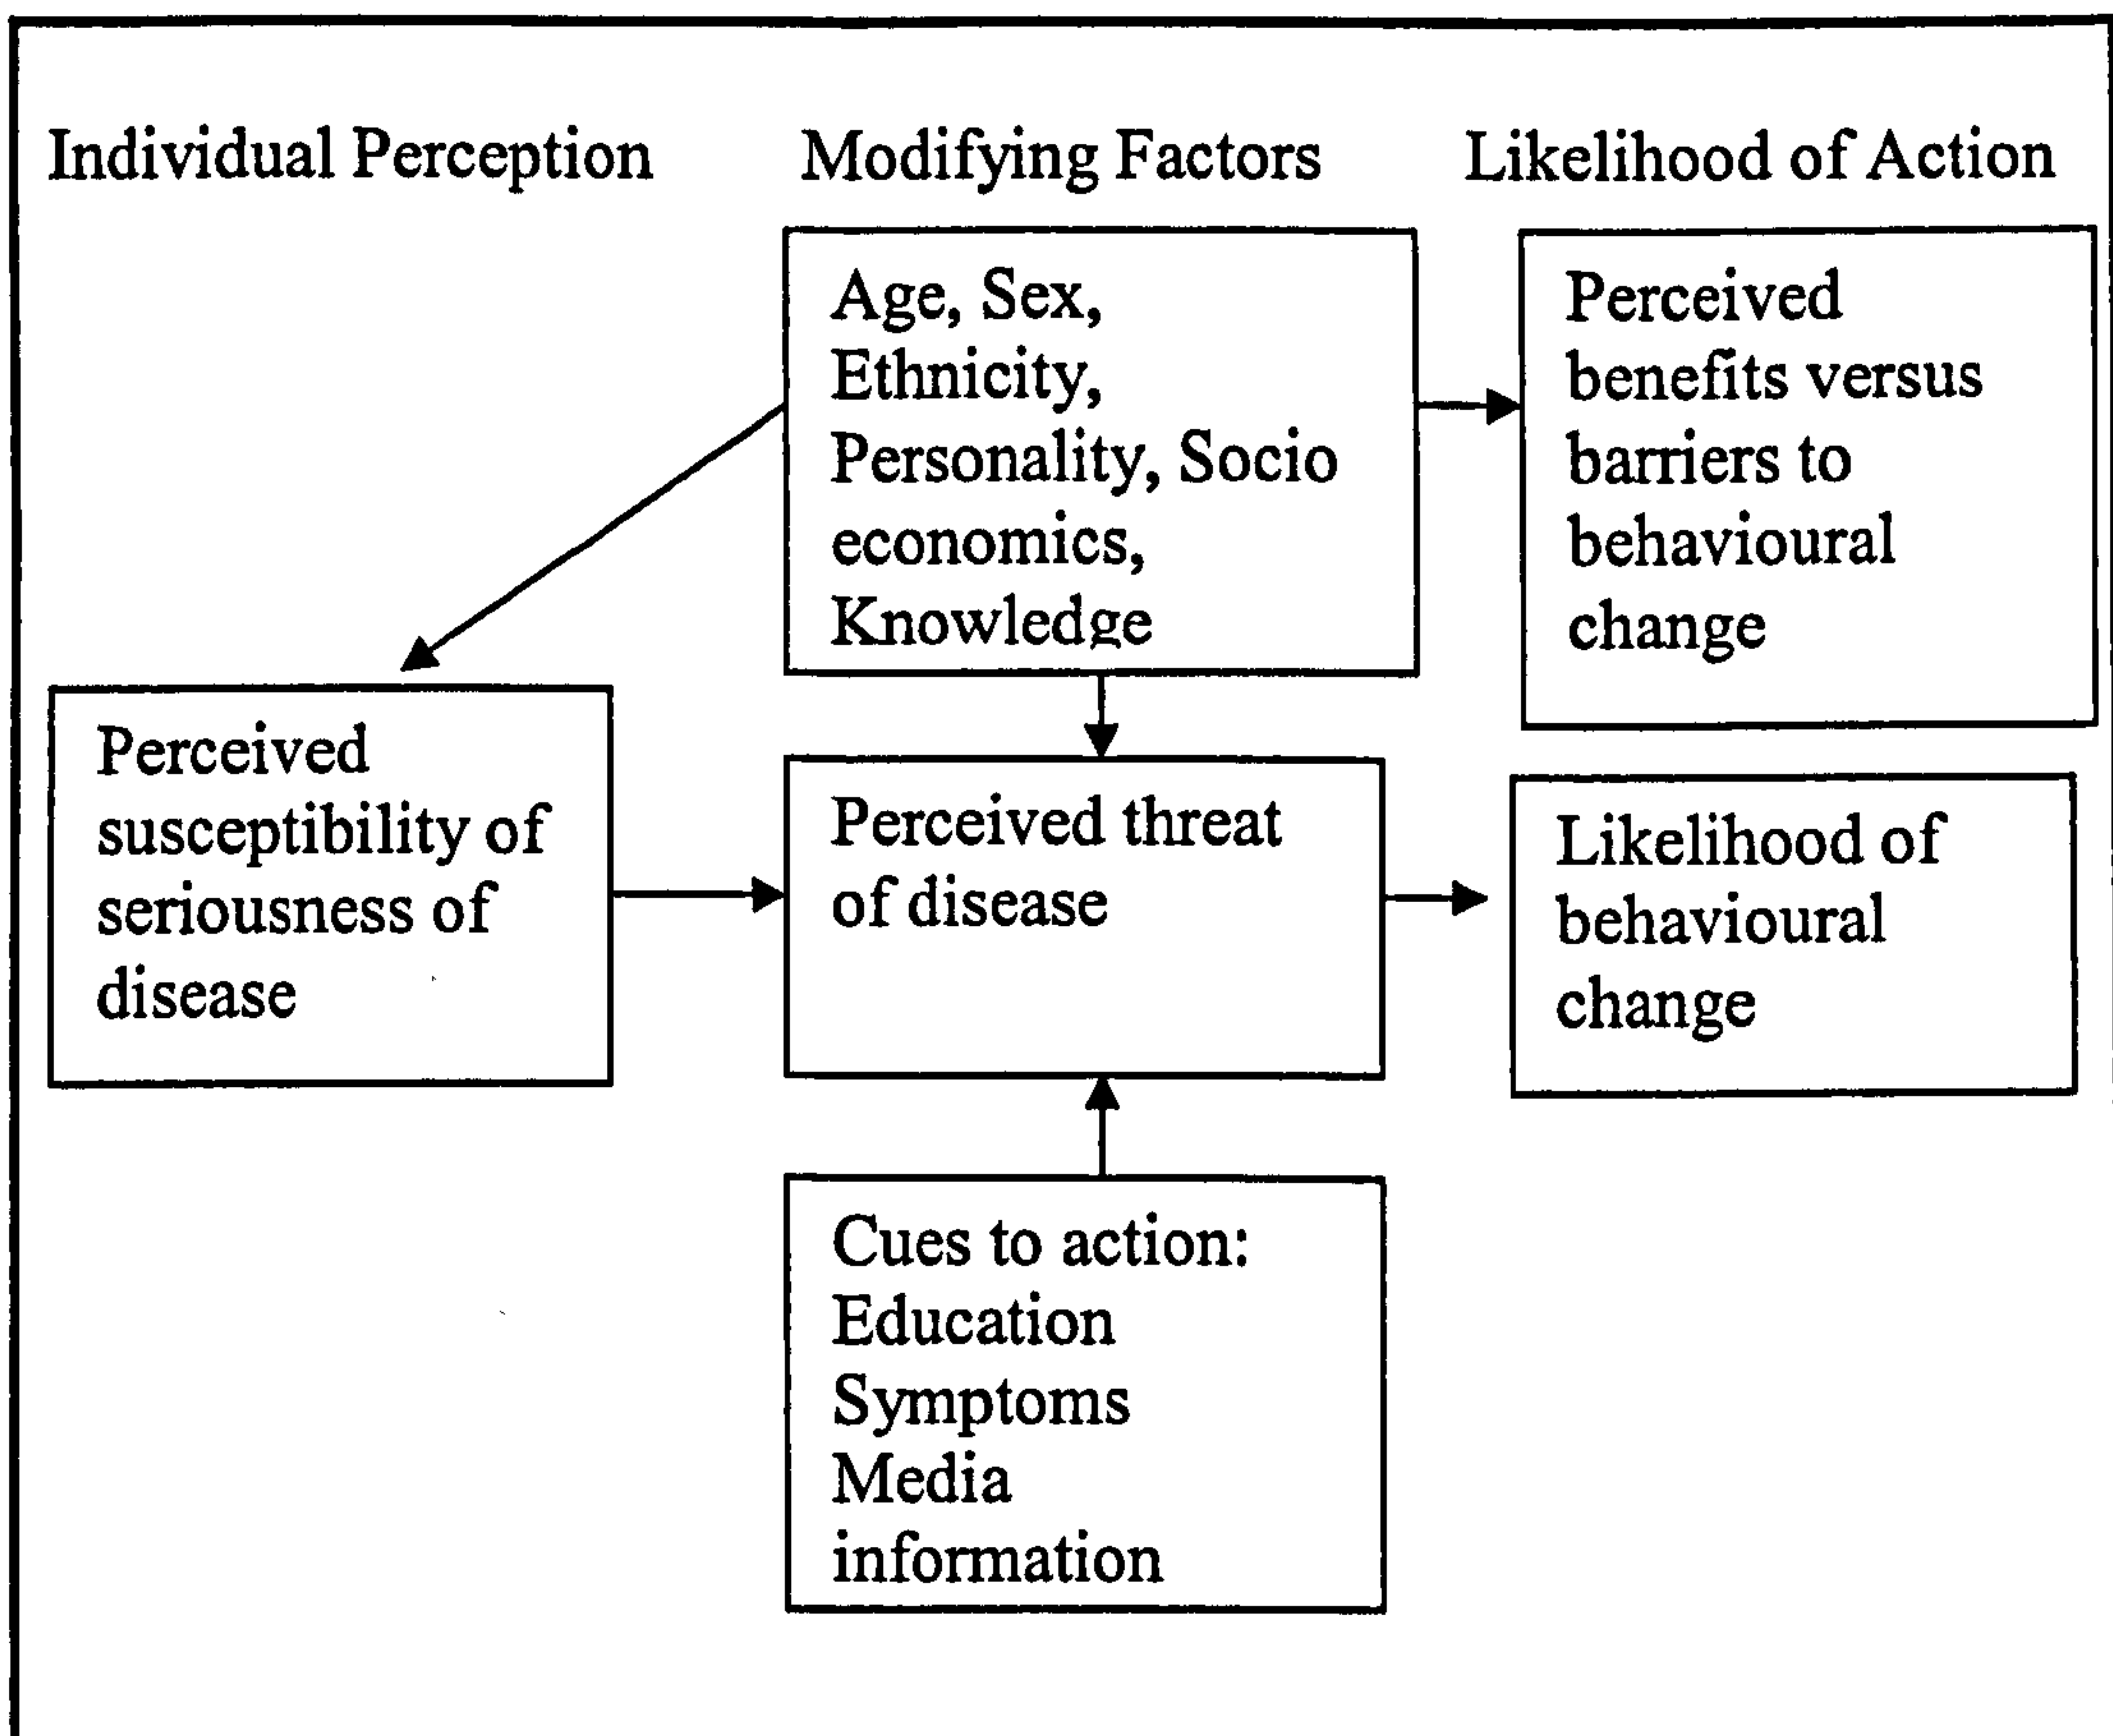 Individual Perception
Modifying Factors
Likelihood of Action
Age, Sex,
Ethnicity,
Personality, Socio
economics,
Knowledge
Perceived
benefits versus
barriers to
behavioural
change
Perceived
susceptibility of
seriousness of
disease
Perceived threat
of disease
Likelihood of
behavioural
change
Cues to action:
Education
Symptoms
Media
information